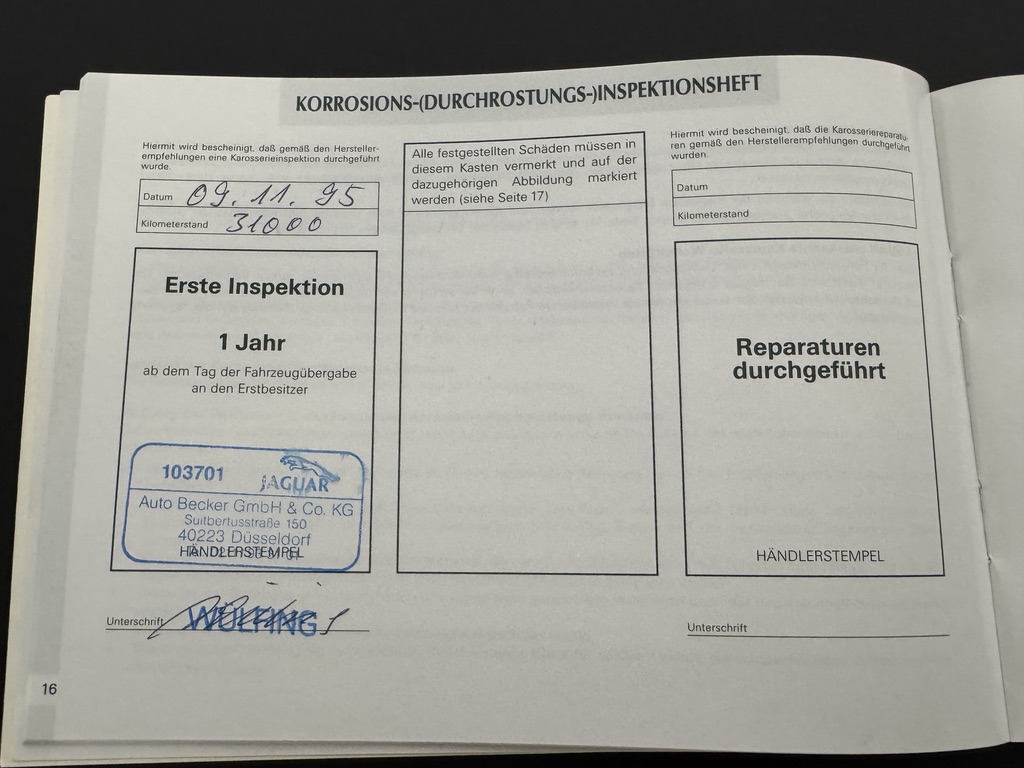 KORROSIONS-(DURCHROSTUNGS-)INSPEKTIONSHEFT
Hiermit wird bescheinigt, daß gemäß den Hersteller-
empfehlungen eine Karosserieinspektion durchgeführt
wurde.
Datum 09.11.95
Kilometerstand 31000
Erste Inspektion
1 Jahr
ab dem Tag der Fahrzeugübergabe
an den Erstbesitzer
103701 JAGUAR
Auto Becker GmbH & Co. KG
Suitbertusstraße 150
40223 Düsseldorf
HÄNDLERSTEMPEL
Unterschrift WÜLFING
Alle festgestellten Schäden müssen in
diesem Kasten vermerkt und auf der
dazugehörigen Abbildung markiert
werden (siehe Seite 17)
Hiermit wird bescheinigt, daß die Karosseriereparatu-
ren gemäß den Herstellerempfehlungen durchgeführt
wurden.
Datum
Kilometerstand
Reparaturen
durchgeführt
HÄNDLERSTEMPEL
Unterschrift
16